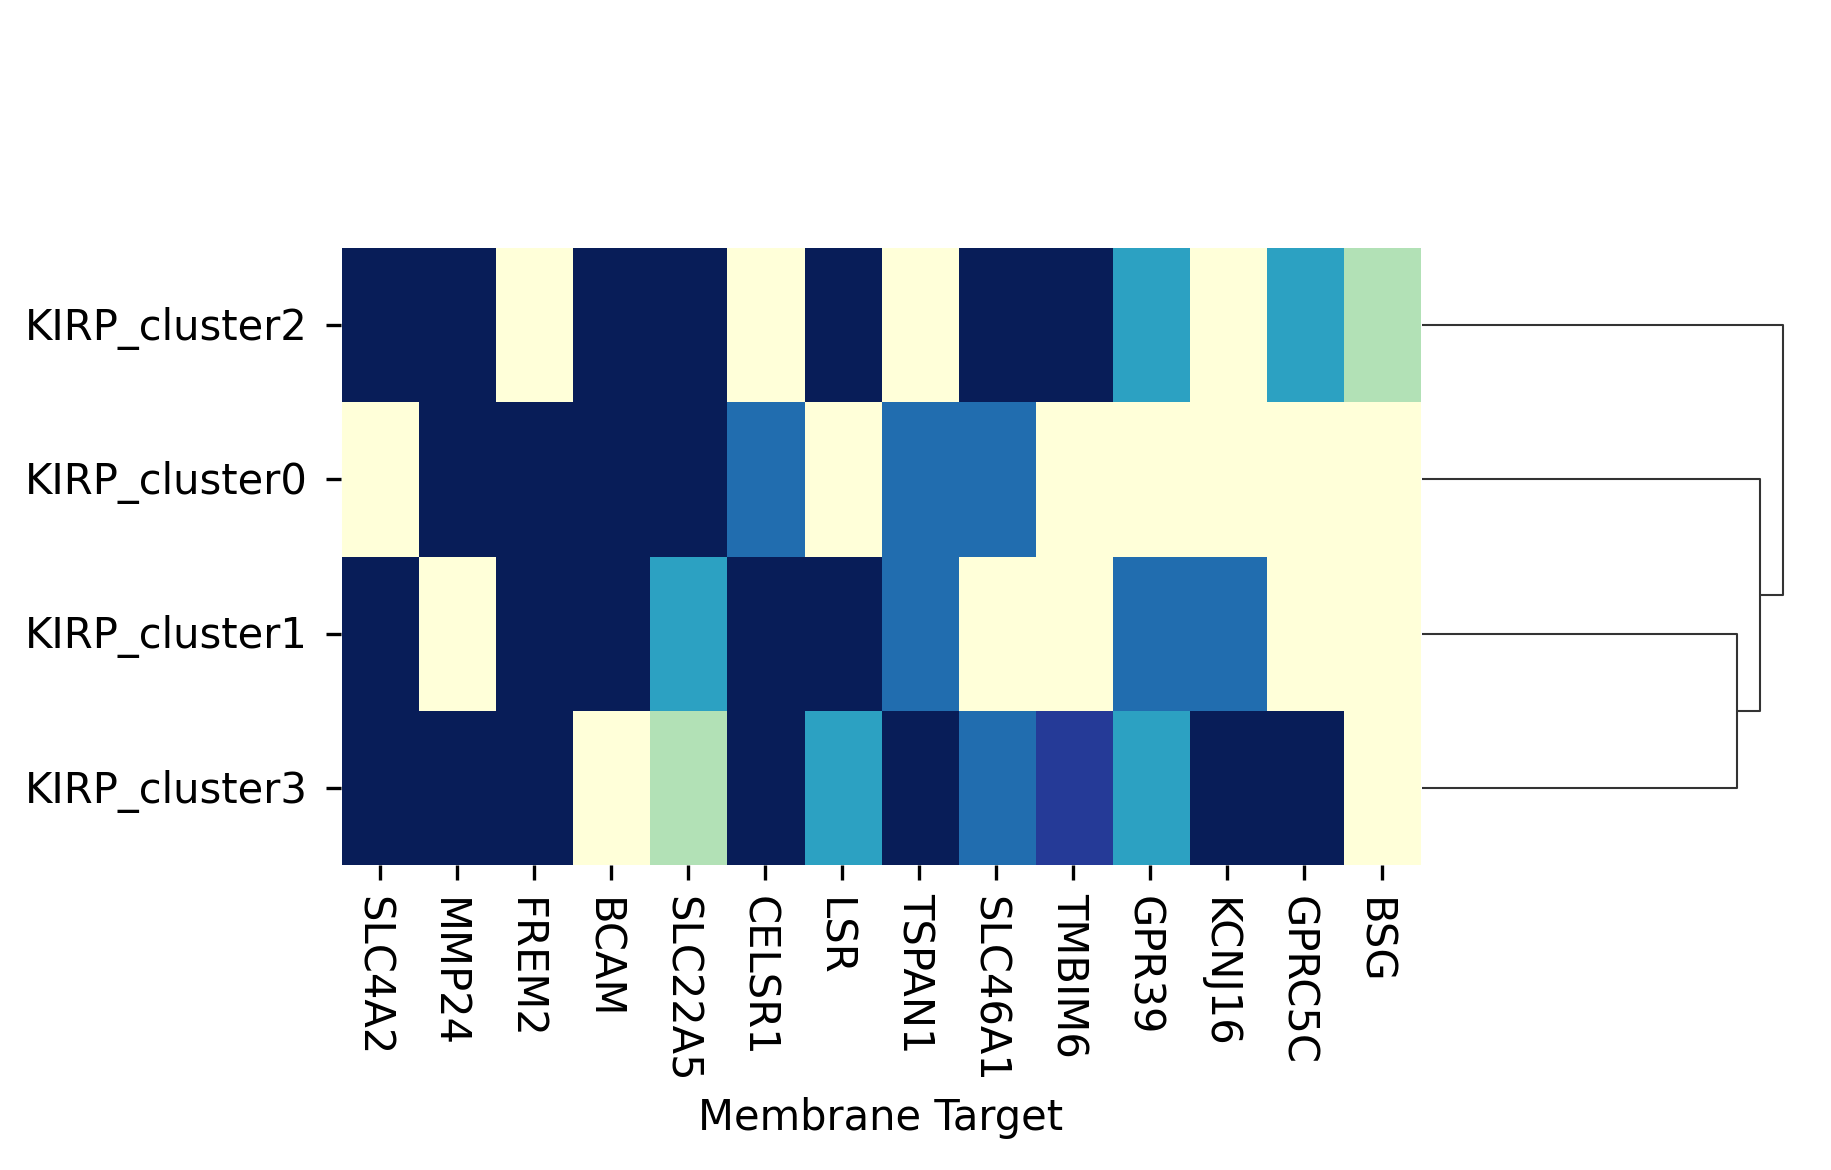 KIRP_cluster2
KIRP_cluster0
KIRP_cluster1
KIRP_cluster3
SLC4A2
MMP24
FREM2
BCAM
SLC22A5
CELSR1
LSR
TSPAN1
SLC46A1
TMBIM6
GPR39
KCNJ16
GPRC5C
BSG
Membrane Target